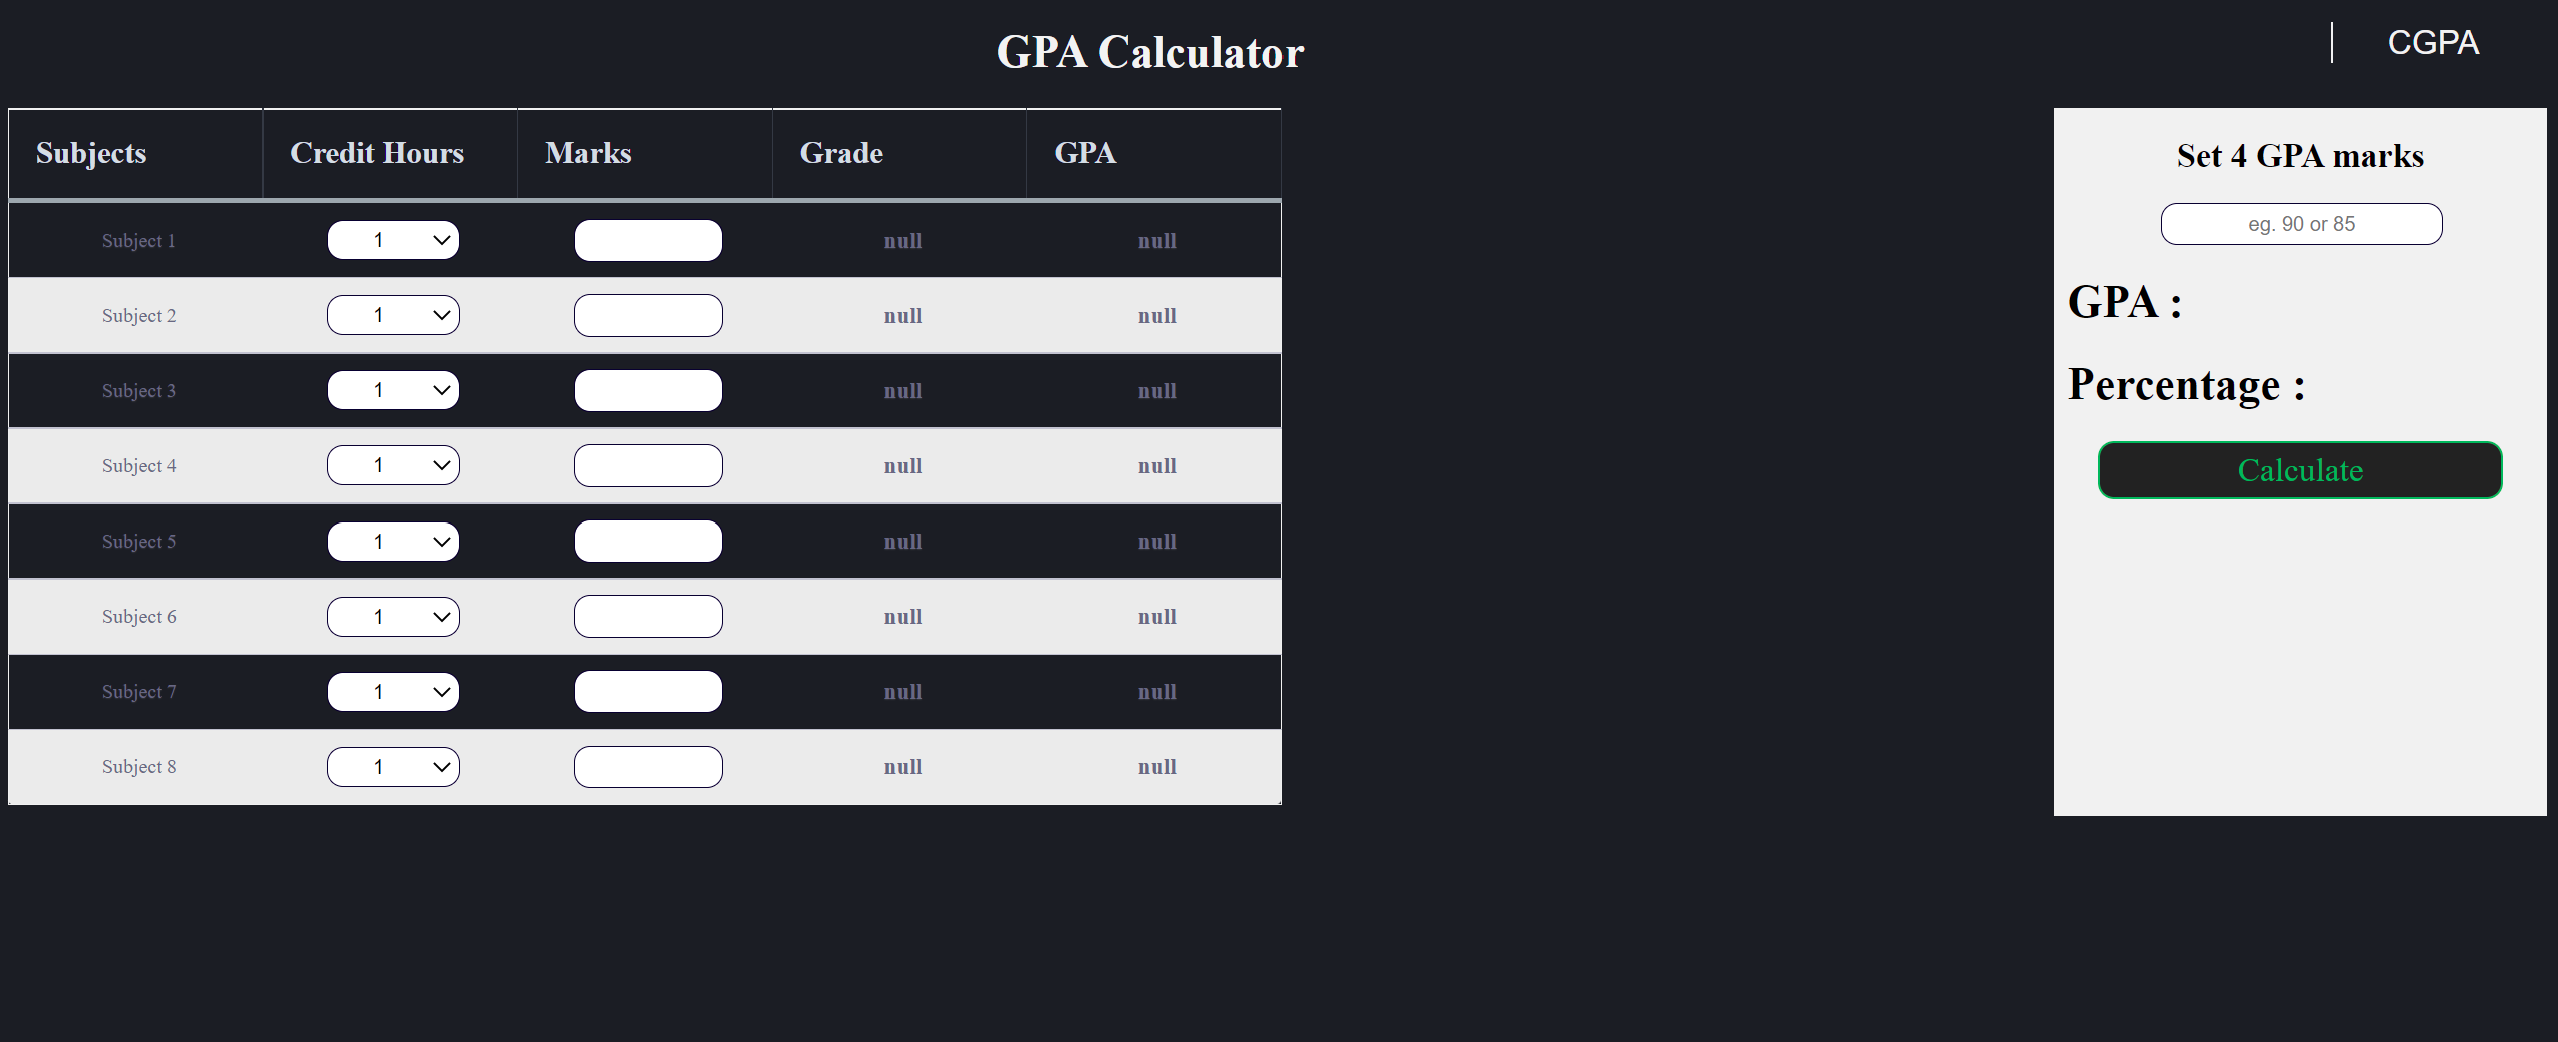 GPA Calculator
CGPA
Subjects Credit Hours Marks Grade GPA
Subject 1 1 null null
Subject 2 1 null null
Subject 3 1 null null
Subject 4 1 null null
Subject 5 1 null null
Subject 6 1 null null
Subject 7 1 null null
Subject 8 1 null null
Set 4 GPA marks
eg. 90 or 85
GPA :
Percentage :
Calculate